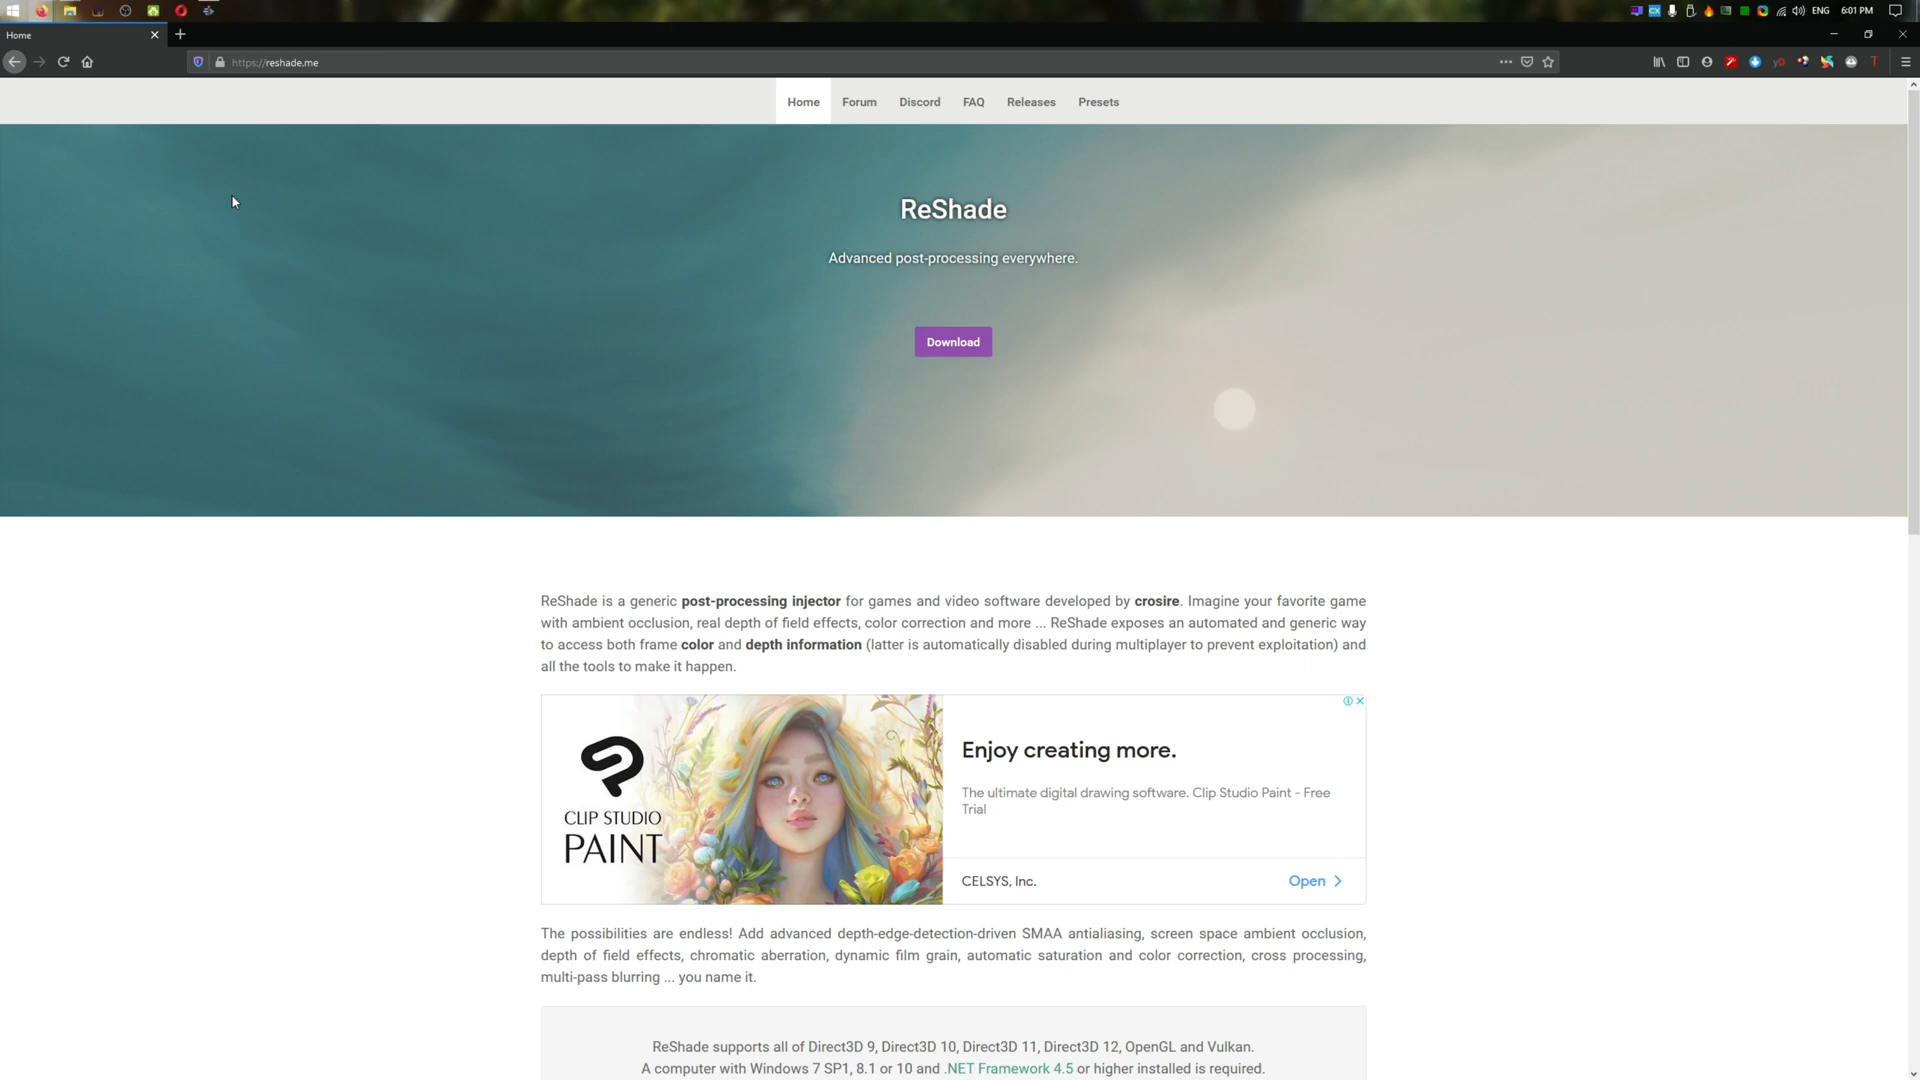 ENG 6:01 PM
Home
https://reshade.me
Home Forum Discord FAQ Releases Presets
ReShade
Advanced post-processing everywhere.
Download
ReShade is a generic post-processing injector for games and video software developed by crosire. Imagine your favorite game
with ambient occlusion, real depth of field effects, color correction and more ... ReShade exposes an automated and generic way
to access both frame color and depth information (latter is automatically disabled during multiplayer to prevent exploitation) and
all the tools to make it happen.
CLIP STUDIO
PAINT
Enjoy creating more.
The ultimate digital drawing software. Clip Studio Paint - Free
Trial
CELSYS, Inc.
Open
The possibilities are endless! Add advanced depth-edge-detection-driven SMAA antialiasing, screen space ambient occlusion,
depth of field effects, chromatic aberration, dynamic film grain, automatic saturation and color correction, cross processing,
multi-pass blurring ... you name it.
ReShade supports all of Direct3D 9, Direct3D 10, Direct3D 11, Direct3D 12, OpenGL and Vulkan.
A computer with Windows 7 SP1, 8.1 or 10 and .NET Framework 4.5 or higher installed is required.